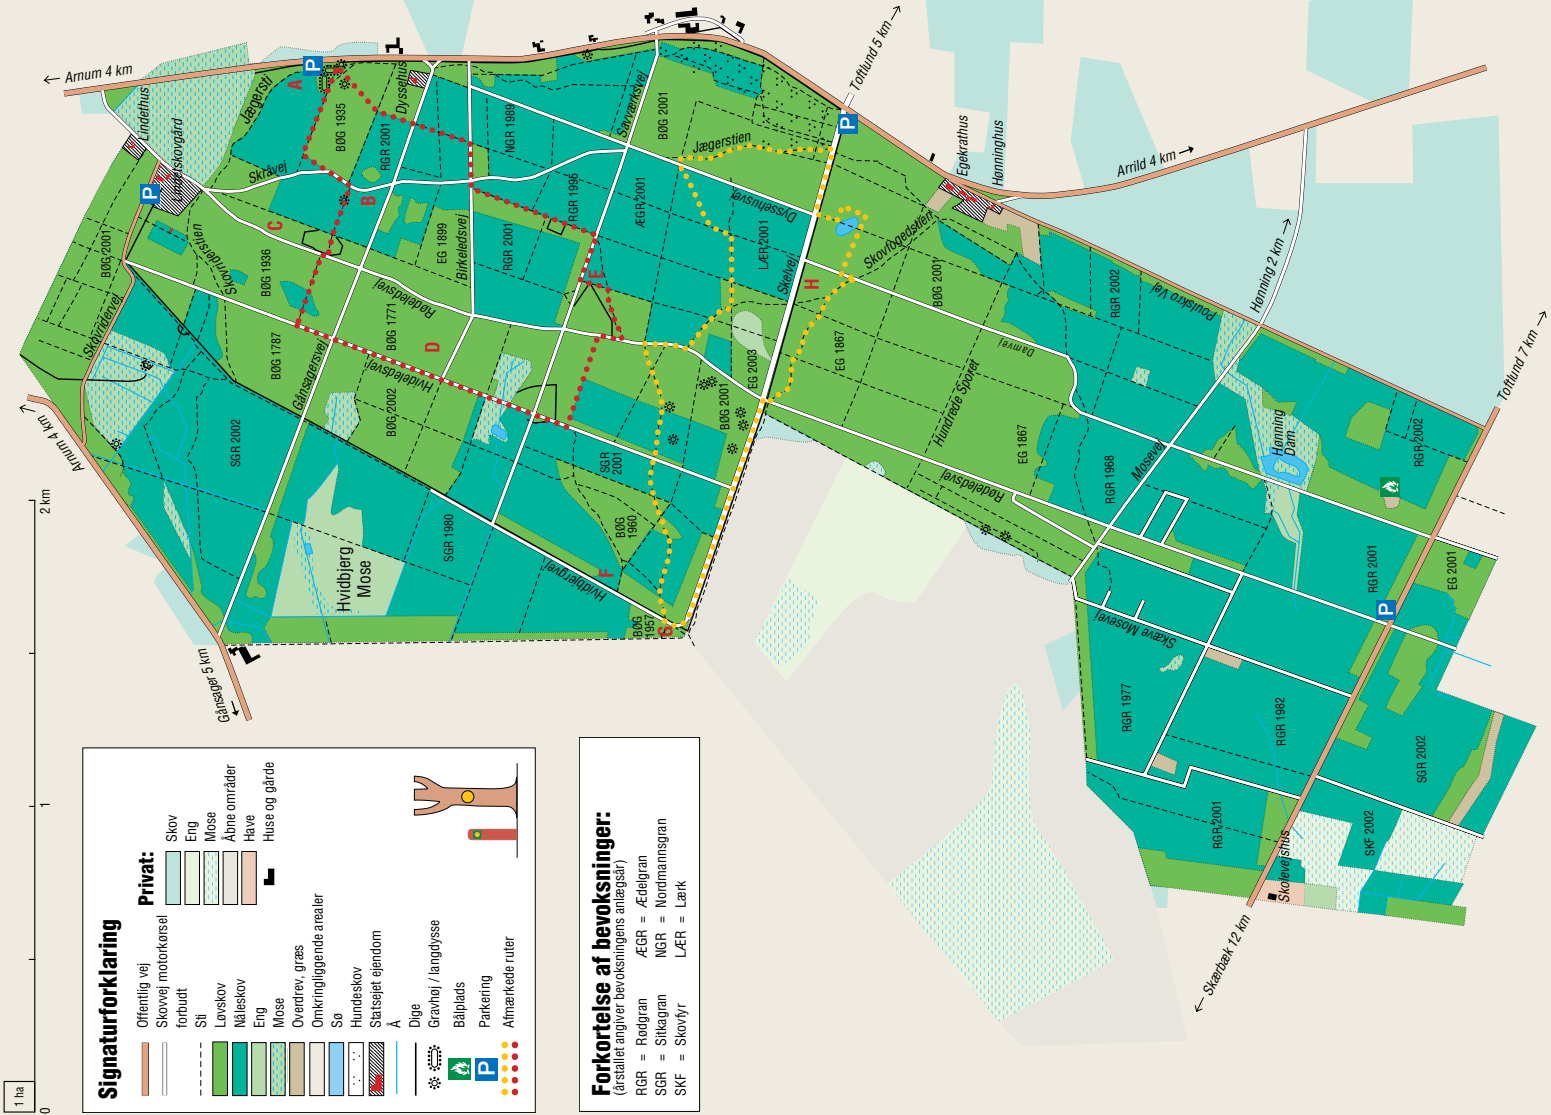 Signaturforklaring
Offentlig vej
Skovvej motorkørsel
forbudt
Sti
Løvskov
Nåleskov
Eng
Mose
Overdrev, græs
Omkringliggende arealer
Sø
Hundeskov
Statsejet ejendom
Å
Dige
Gravhøj / langdysse
Bålplads
P
Parkering
Afmærkede ruter
Privat:
Skov
Eng
Mose
Åbne områder
Have
Huse og gårde
Forkortelse af bevoksninger:
(årstallet angiver bevoksningens anlægsår)
RGR = Rødgran
SGR = Sitkagran
SKF = Skovfyr
ÆGR = Ædelgran
NGR = Nordmannsgran
LÆR = Lærk
1 ha
0
1
2 km
Gånsager 5 km
Arnum 4 km
Arnum 4 km
Toftlund 5 km
Arrild 4 km
Hønning 2 km
Toftlund 7 km
Skærbæk 12 km
P
P
P
P
Lindethus
Lindetskovgård
Dyssehus
Egekrathus
Hønninghus
Skolevejshus
Jægersti
Skråvej
Skovridervej
Skovriderstien
Gånsagersvej
Hvideledsvej
Rødeledsvej
Birkeledsvej
Savværksvej
Jægerstien
Dyssehusvej
Skelvej
Skovfogedstien
Hvidbjergvej
Hundrede Sporet
Damvej
Rødeledsvej
Mosevej
Skæve Mosevej
Poulskro Vej
Hvidbjerg
Mose
Hønning
Dam
A
B
C
D
E
F
G
H
BØG 2001
BØG 1935
RGR 2001
NGR 1989
BØG 2001
BØG 1936
EG 1899
RGR 2001
RGR 1995
ÆGR 2001
LÆR 2001
BØG 1787
BØG 1771
BØG 2002
SGR 2002
SGR 1980
SGR
2001
BØG
1960
BØG
1957
BØG 2001
EG 2003
EG 1867
BØG 2001
RGR 2002
EG 1867
RGR 1968
RGR 2002
RGR 2001
EG 2001
RGR 1977
RGR 1982
SGR 2002
RGR 2001
SKF 2002